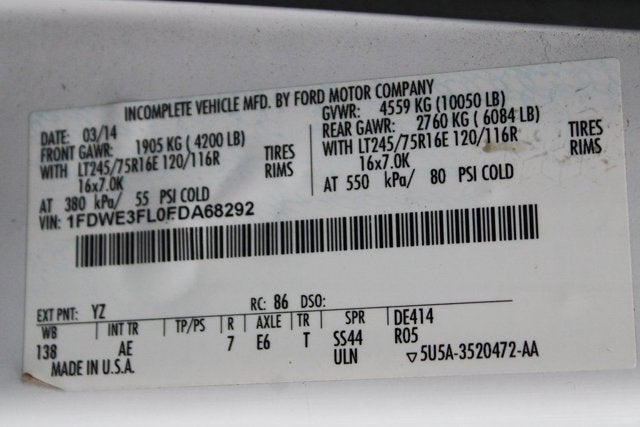 INCOMPLETE VEHICLE MFD. BY FORD MOTOR COMPANY
DATE: 03/14
GVWR: 4559 KG (10050 LB)
FRONT GAWR: 1905 KG (4200 LB)
REAR GAWR: 2760 KG (6084 LB)
WITH LT245/75R16E 120/116R TIRES
WITH LT245/75R16E 120/116R TIRES
16x7.0K RIMS
16x7.0K RIMS
AT 380 kPa/ 55 PSI COLD
AT 550 kPa/ 80 PSI COLD
VIN: 1FDWE3FL0FDA68292
EXT PNT: YZ RC: 86 DSO:
WB INT TR TP/PS R AXLE TR SPR DE414
138 AE 7 E6 T SS44 R05
ULN ▽5U5A-3520472-AA
MADE IN U.S.A.